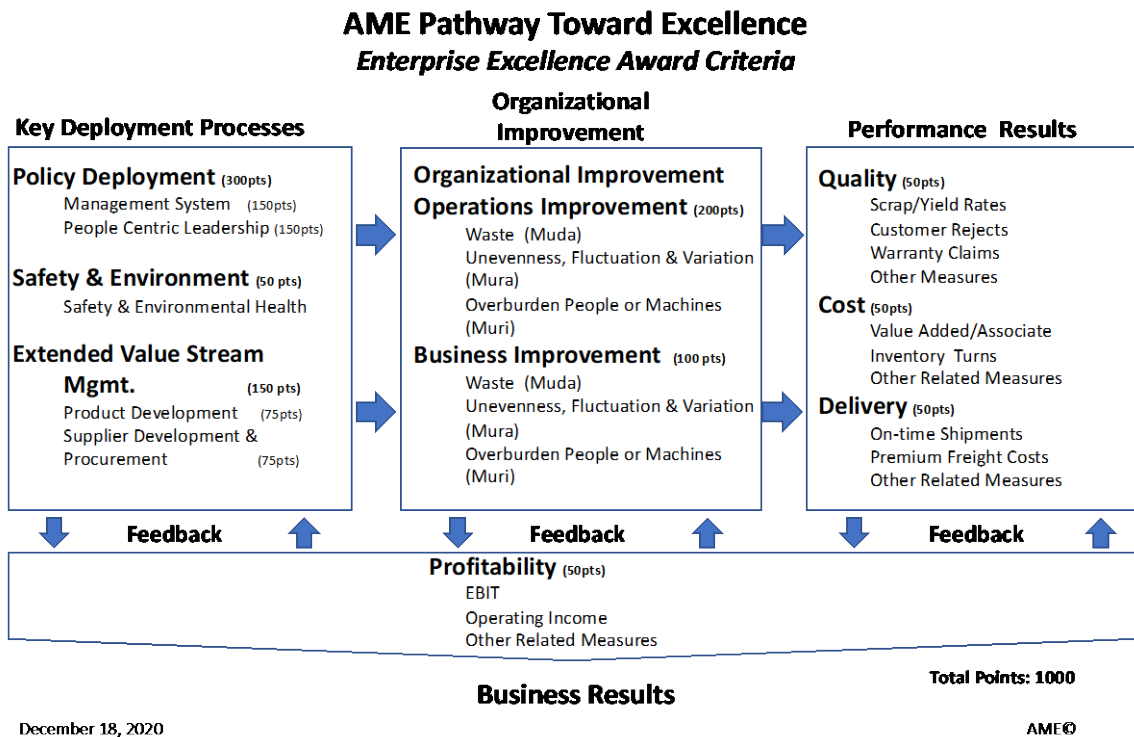 AME Pathway Toward Excellence
Enterprise Excellence Award Criteria
Key Deployment Processes
Policy Deployment (300pts)
Management System (150pts)
People Centric Leadership (150pts)
Safety & Environment (50 pts)
Safety & Environmental Health
Extended Value Stream
Mgmt. (150 pts)
Product Development (75pts)
Supplier Development &
Procurement (75pts)
Organizational
Improvement
Organizational Improvement
Operations Improvement (200pts)
Waste (Muda)
Unevenness, Fluctuation & Variation
(Mura)
Overburden People or Machines
(Muri)
Business Improvement (100 pts)
Waste (Muda)
Unevenness, Fluctuation & Variation
(Mura)
Overburden People or Machines
(Muri)
Performance Results
Quality (50pts)
Scrap/Yield Rates
Customer Rejects
Warranty Claims
Other Measures
Cost (50pts)
Value Added/Associate
Inventory Turns
Other Related Measures
Delivery (50pts)
On-time Shipments
Premium Freight Costs
Other Related Measures
Feedback
Feedback
Feedback
Profitability (50pts)
EBIT
Operating Income
Other Related Measures
Business Results
Total Points: 1000
December 18, 2020
AME©